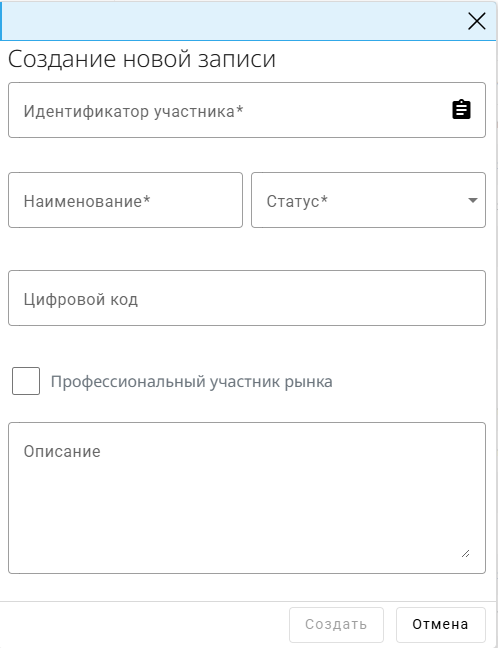 Создание новой записи
Идентификатор участника*
Наименование*
Статус*
Цифровой код
Профессиональный участник рынка
Описание
Создать
Отмена